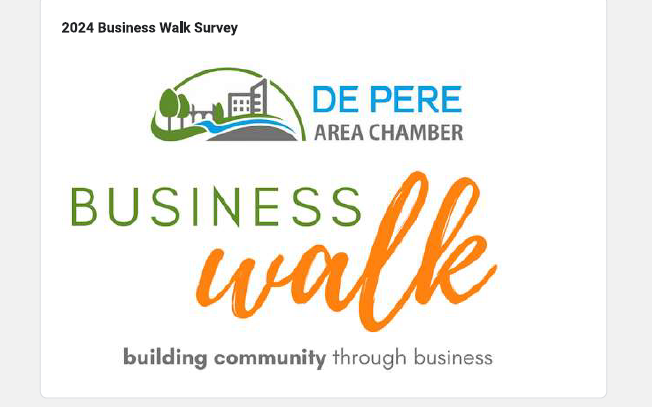 2024 Business Walk Survey
DE PERE
AREA CHAMBER
BUSINESS
walk
building community through business